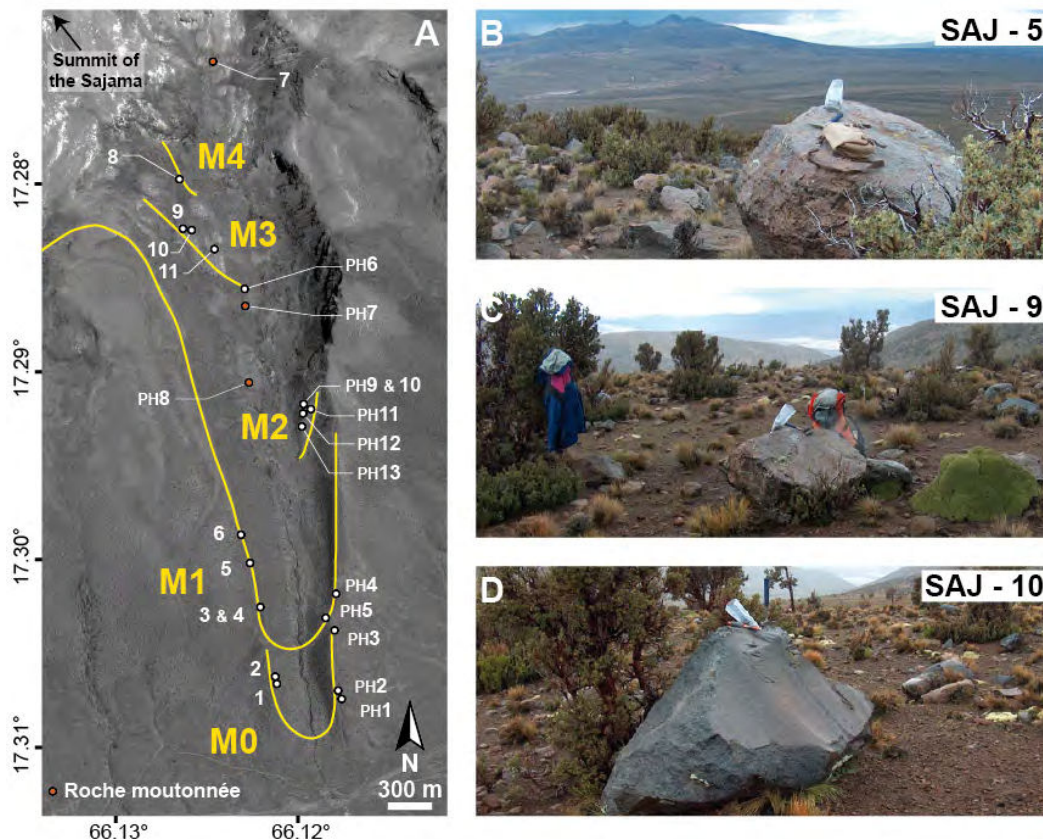 A
Summit of
the Sajama
7
17.28°
8
M4
9
10
M3
11
PH6
PH7
17.29°
PH8
PH9 & 10
PH11
M2
PH12
PH13
6
17.30°
5
M1
PH4
3 & 4
PH5
PH3
2
PH2
1
PH1
M0
17.31°
N
Roche moutonnée
300 m
66.13°
66.12°
B
SAJ - 5
C
SAJ - 9
D
SAJ - 10